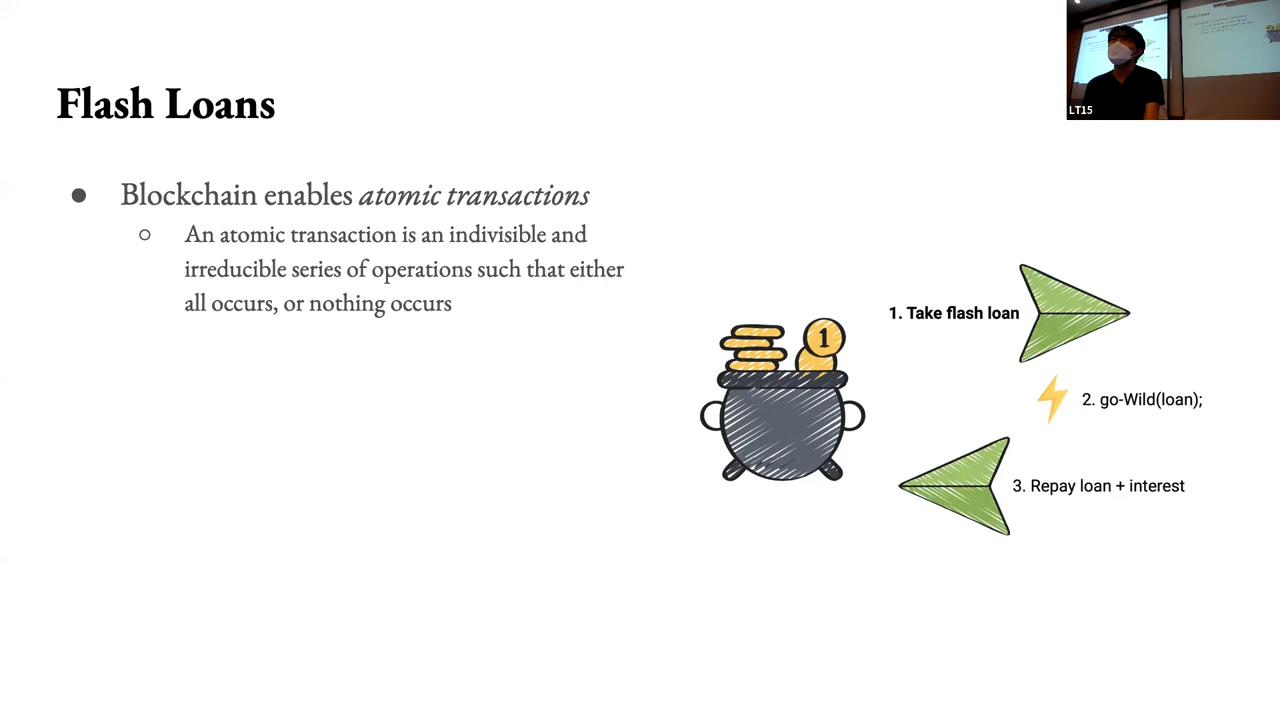 Flash Loans
● Blockchain enables atomic transactions
○ An atomic transaction is an indivisible and
irreducible series of operations such that either
all occurs, or nothing occurs
1
1. Take flash loan
2. go-Wild(loan);
3. Repay loan + interest
LT15
Flash Loans